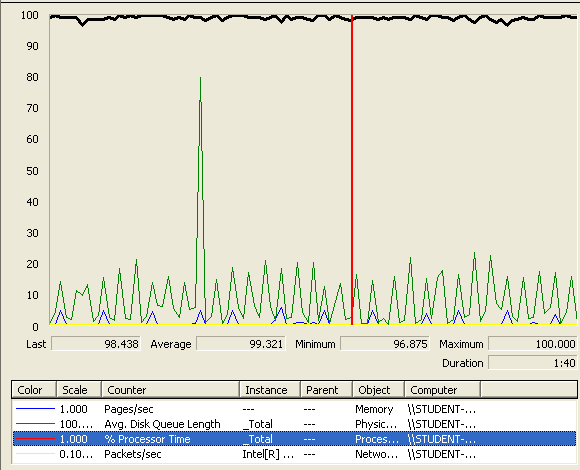 100
90
80
70
60
50
40
30
20
10
0
Last 98.438 Average 99.321 Minimum 96.875 Maximum 100.000
Duration 1:40
Color Scale Counter Instance Parent Object Computer
1.000 Pages/sec --- --- Memory \\STUDENT-...
100.... Avg. Disk Queue Length _Total --- Physic... \\STUDENT-...
1.000 % Processor Time _Total --- Proces... \\STUDENT-...
0.10... Packets/sec Intel[R] ... --- Netwo... \\STUDENT-...